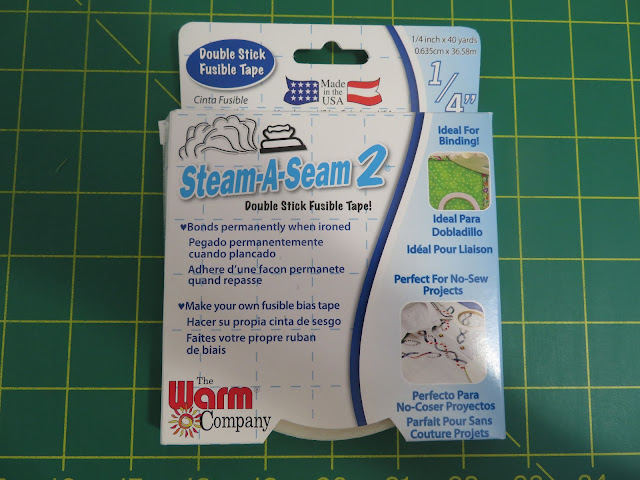 Double Stick
Fusible Tape
Cinta Fusible
Made
in the
USA
1/4 inch x 40 yards
0.635cm x 36.58m
1/4"
Steam-A-Seam 2®
Double Stick Fusible Tape!
♥Bonds permanently when ironed
Pegado permanentemente
cuando plancado
Adhere d'une facon permanete
quand repasse
♥Make your own fusible bias tape
Hacer su propia cinta de sesgo
Faites votre propre ruban
de biais
The
Warm®
Company
Ideal For
Binding!
Ideal Para
Dobladillo
Idéal Pour Liaison
Perfect For No-Sew
Projects
Perfecto Para
No-Coser Proyectos
Parfait Pour Sans
Couture Projets